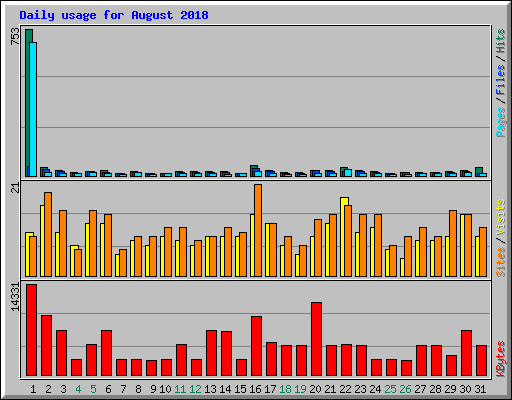 Daily usage for August 2018
753
Pages / Files / Hits
21
Sites / Visits
14331
KBytes
1 2 3 4 5 6 7 8 9 10 11 12 13 14 15 16 17 18 19 20 21 22 23 24 25 26 27 28 29 30 31